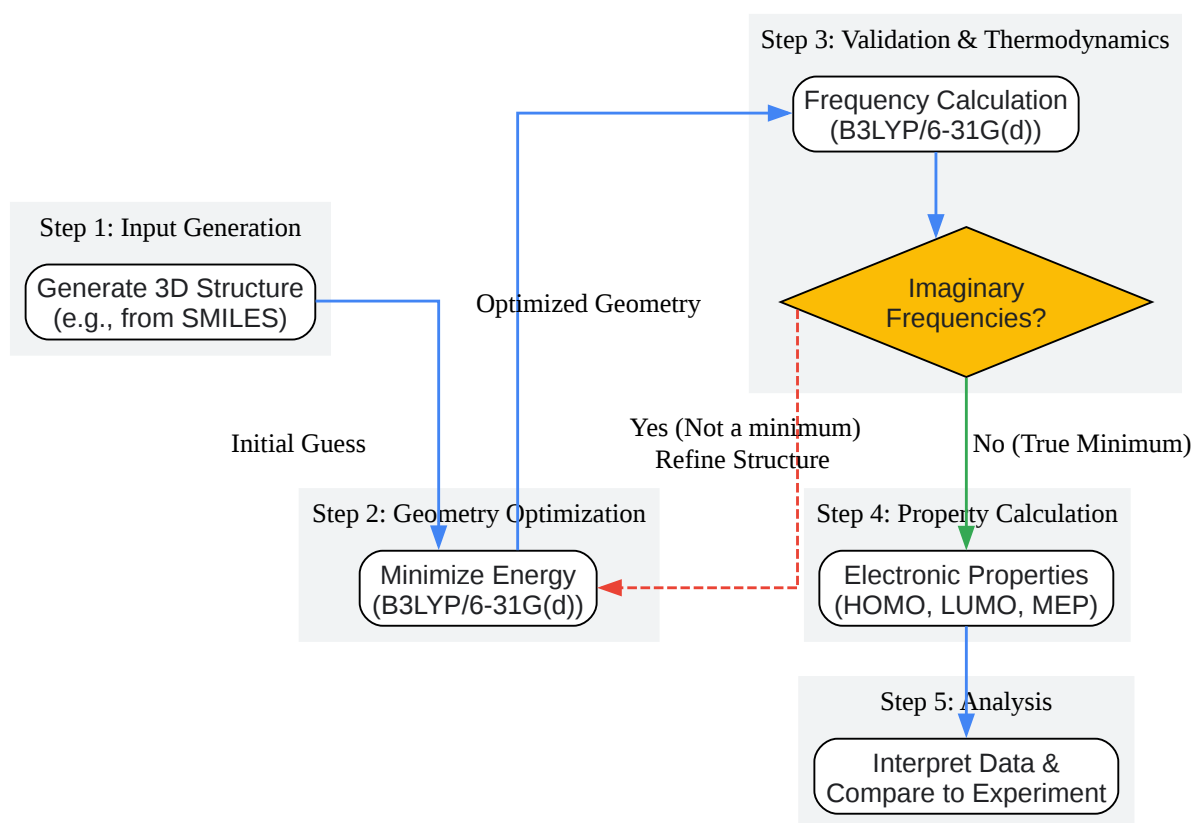 Step 1: Input Generation
Generate 3D Structure
(e.g., from SMILES)
Initial Guess
Step 2: Geometry Optimization
Minimize Energy
(B3LYP/6-31G(d))
Optimized Geometry
Step 3: Validation & Thermodynamics
Frequency Calculation
(B3LYP/6-31G(d))
Imaginary
Frequencies?
Yes (Not a minimum)
Refine Structure
No (True Minimum)
Step 4: Property Calculation
Electronic Properties
(HOMO, LUMO, MEP)
Step 5: Analysis
Interpret Data &
Compare to Experiment